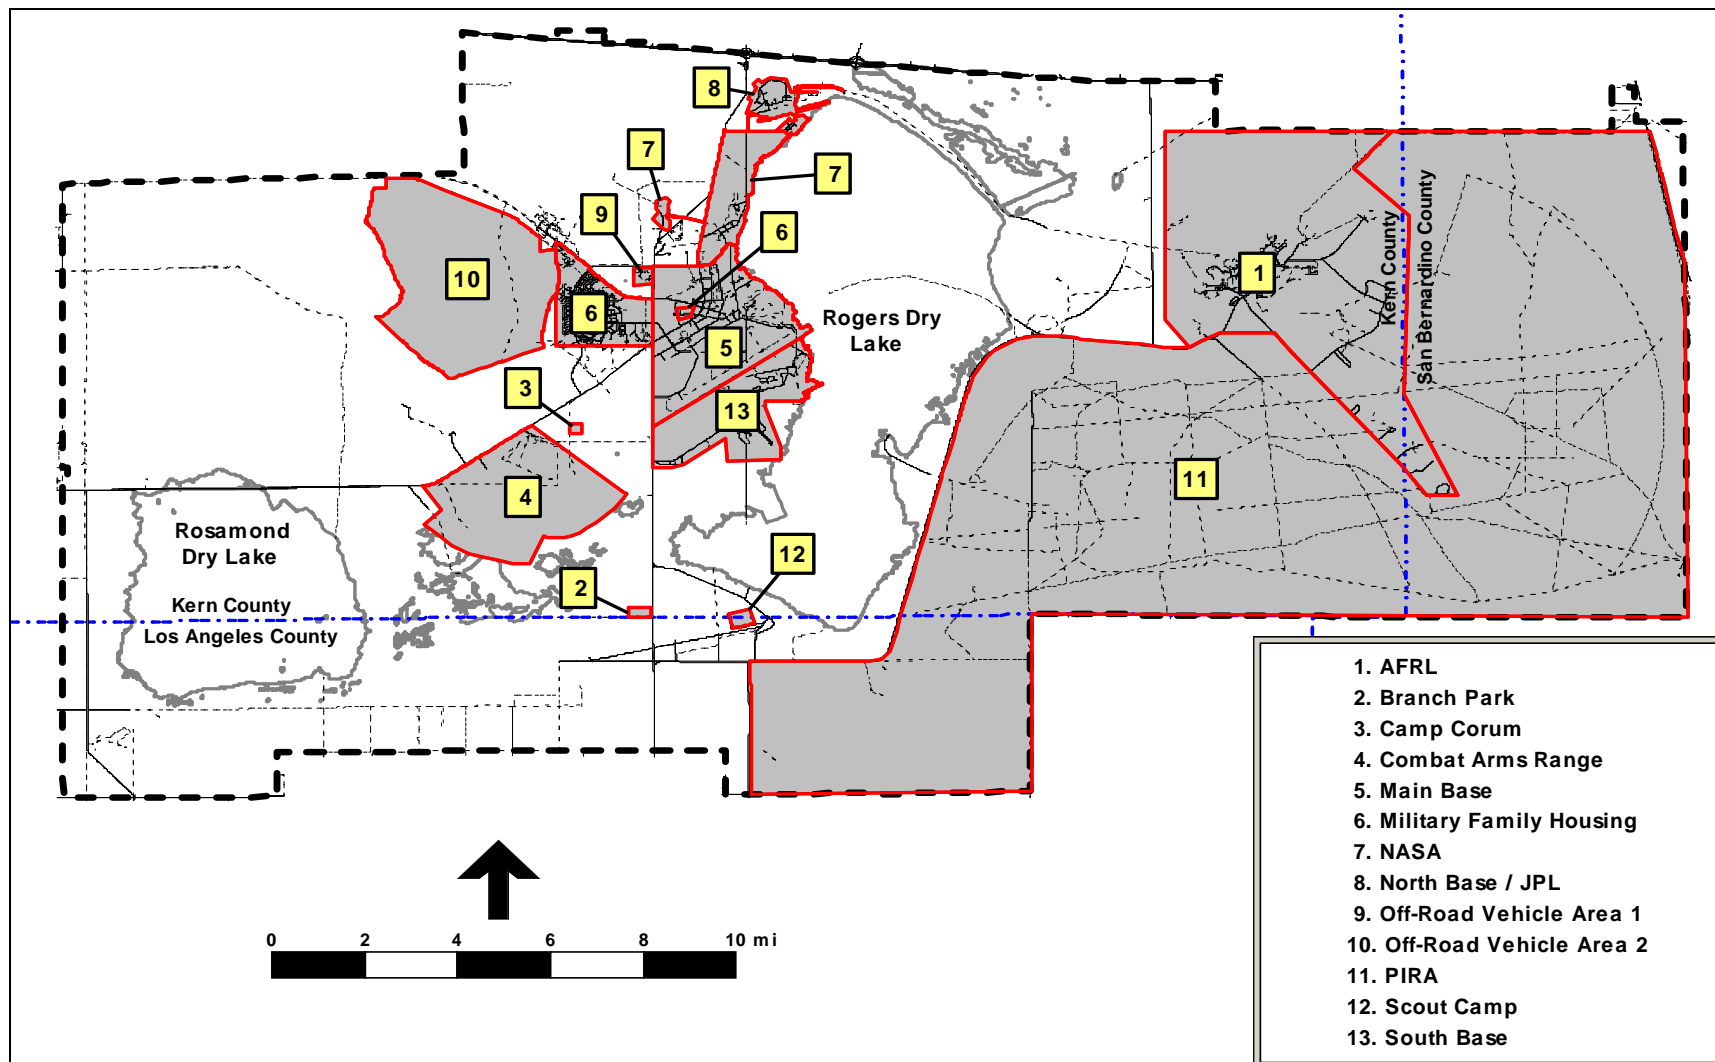 8
7
7
9
6
10
1
6
5
Kern County
San Bernardino County
Rogers Dry
Lake
3
13
11
4
Rosamond
Dry Lake
12
2
Kern County
Los Angeles County
0 2 4 6 8 10 mi
1. AFRL
2. Branch Park
3. Camp Corum
4. Combat Arms Range
5. Main Base
6. Military Family Housing
7. NASA
8. North Base / JPL
9. Off-Road Vehicle Area 1
10. Off-Road Vehicle Area 2
11. PIRA
12. Scout Camp
13. South Base